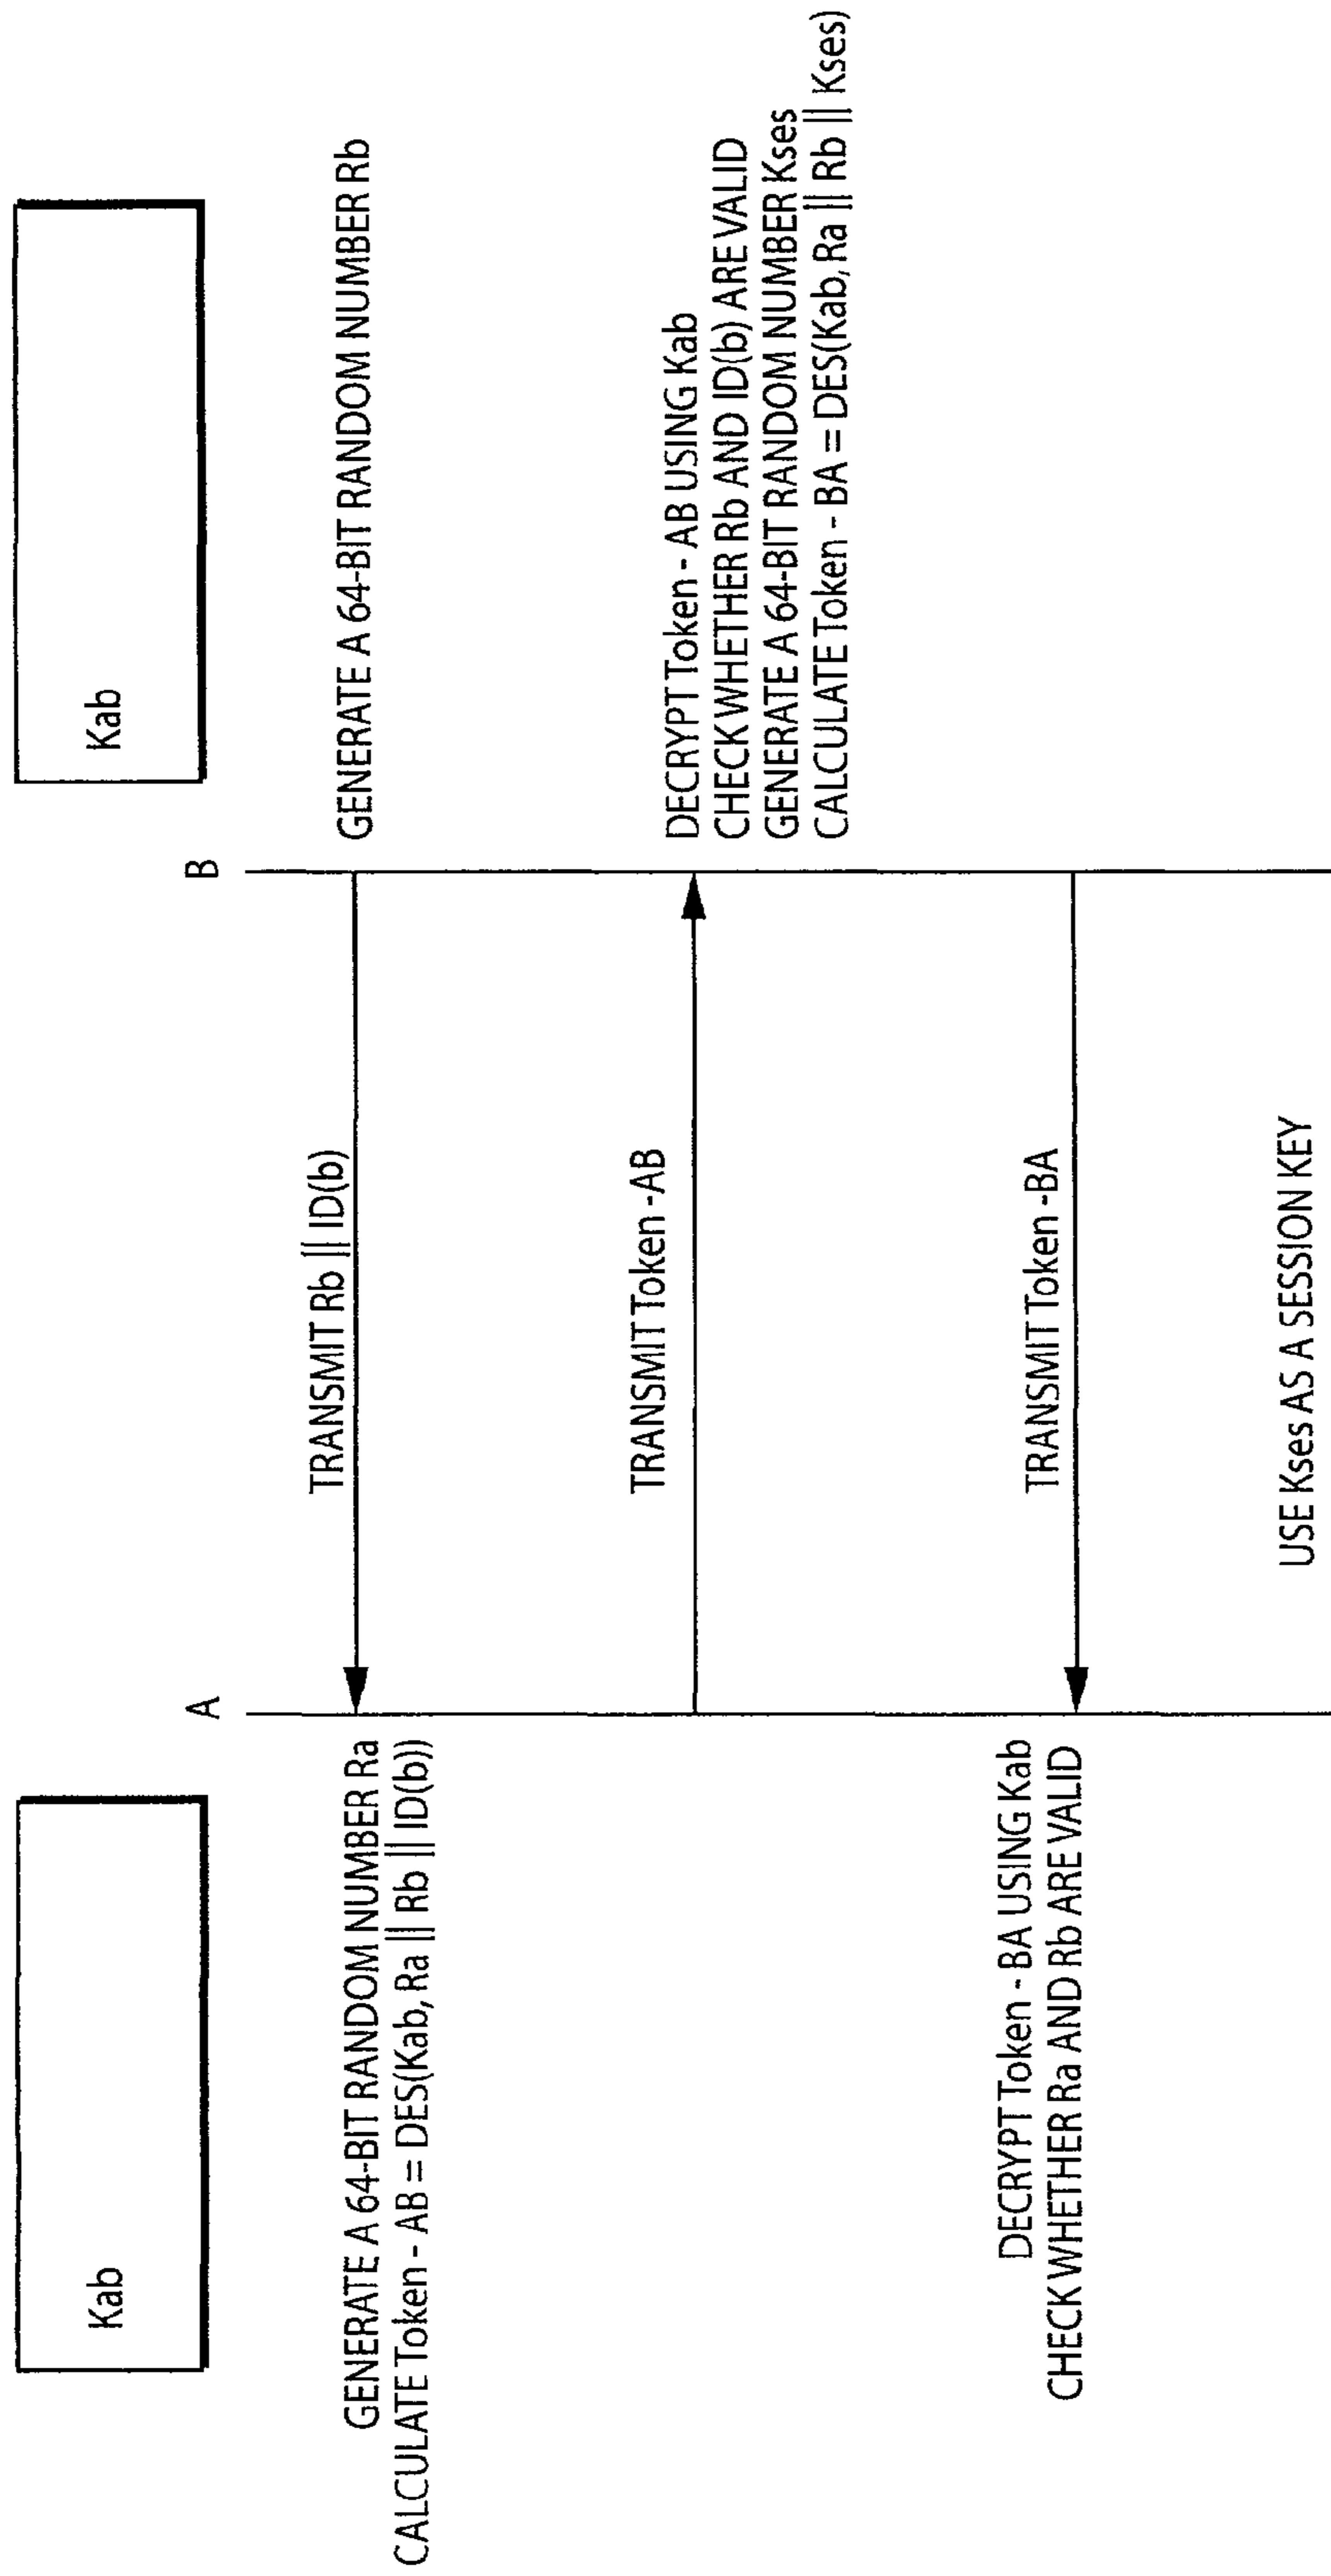 Kab
Kab
A
B
GENERATE A 64-BIT RANDOM NUMBER Rb
TRANSMIT Rb || ID(b)
GENERATE A 64-BIT RANDOM NUMBER Ra
CALCULATE Token - AB = DES(Kab, Ra || Rb || ID(b))
TRANSMIT Token -AB
DECRYPT Token - AB USING Kab
CHECK WHETHER Rb AND ID(b) ARE VALID
GENERATE A 64-BIT RANDOM NUMBER Kses
CALCULATE Token - BA = DES(Kab, Ra || Rb || Kses)
TRANSMIT Token -BA
DECRYPT Token - BA USING Kab
CHECK WHETHER Ra AND Rb ARE VALID
USE Kses AS A SESSION KEY